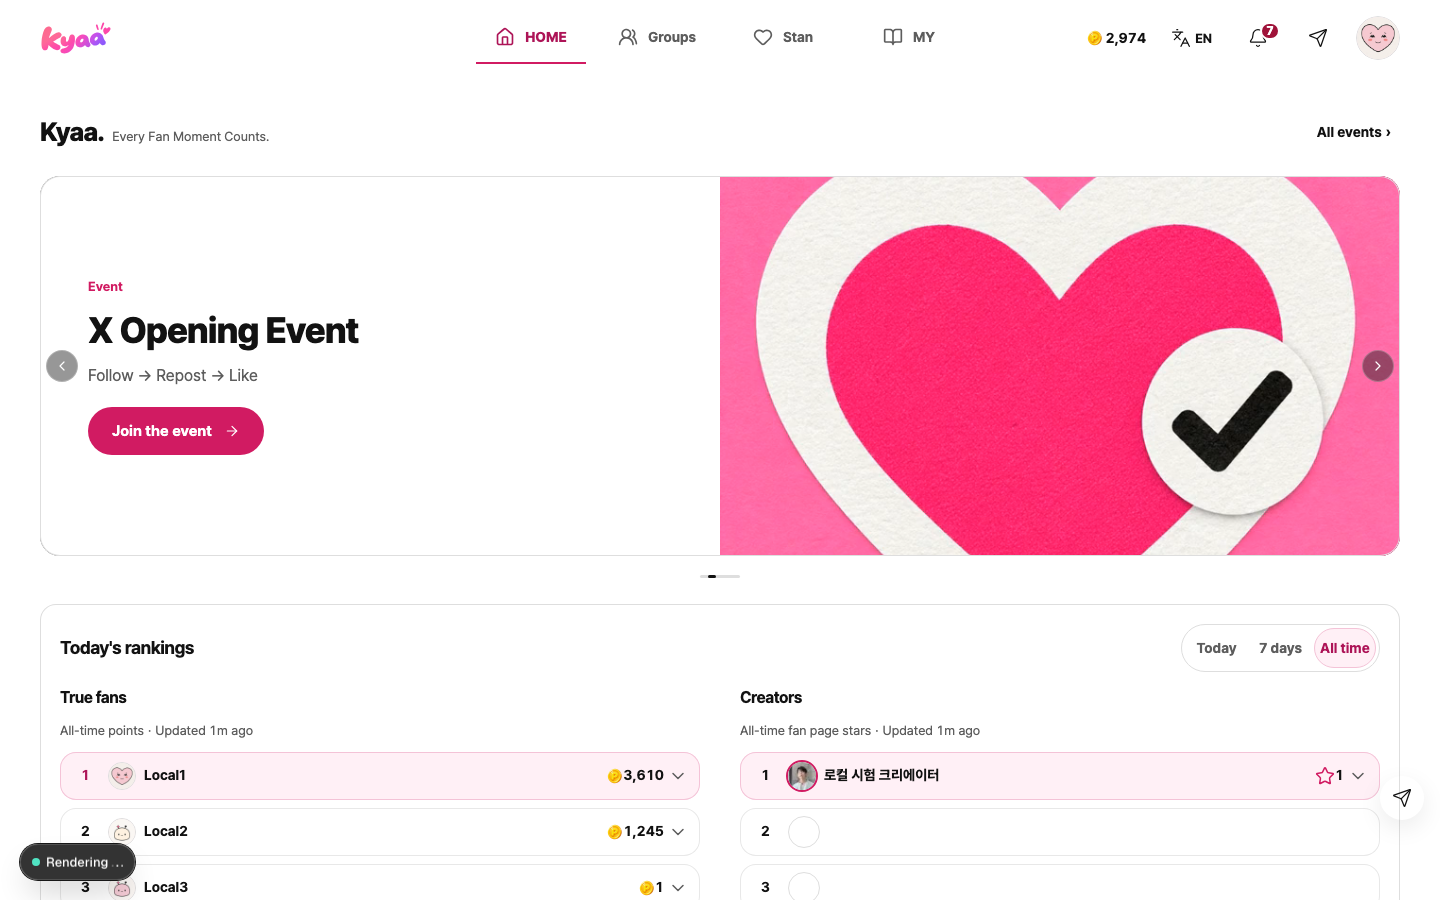 kyaa
HOME
Groups
Stan
MY
2,974
EN
7
Kyaa. Every Fan Moment Counts.
All events ›
Event
X Opening Event
Follow → Repost → Like
Join the event →
Today's rankings
Today
7 days
All time
True fans
All-time points · Updated 1m ago
1 Local1 3,610
2 Local2 1,245
3 Local3 1
Creators
All-time fan page stars · Updated 1m ago
1 로컬 시험 크리에이터 1
2
3
Rendering ...